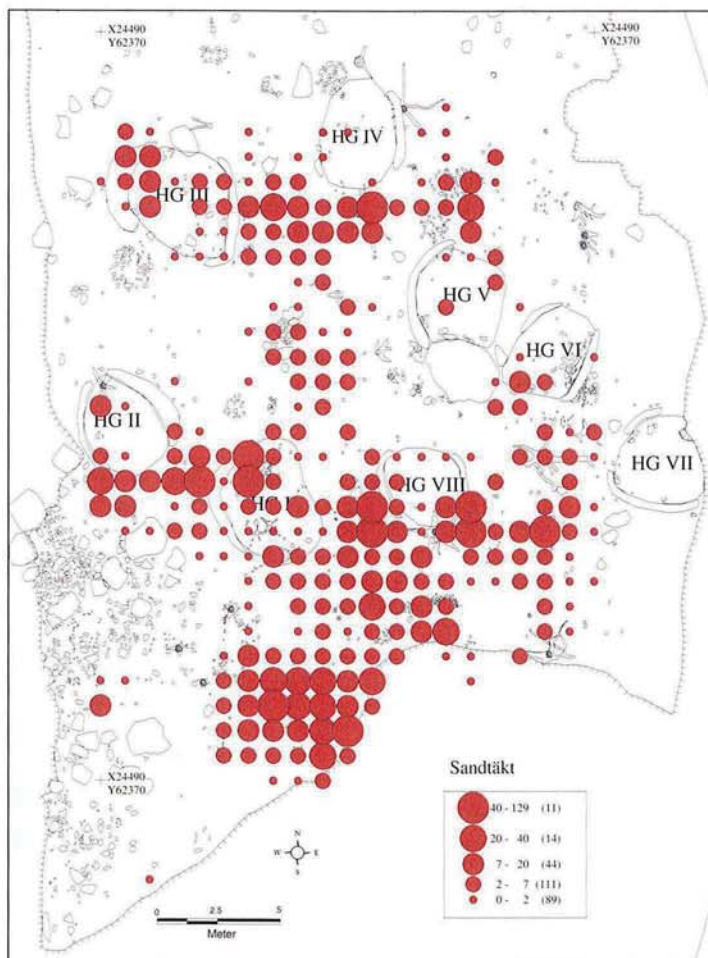 X24490
Y62370
X24490
Y62370
HG IV
HG III
HG V
HG VI
HG II
HG VII
HG I
HG VIII
X24490
Y62370
Sandtäkt
40 - 129 (11)
20 - 40 (14)
7 - 20 (44)
2 - 7 (111)
0 - 2 (89)
N
W E
S
0 2.5 5
Meter